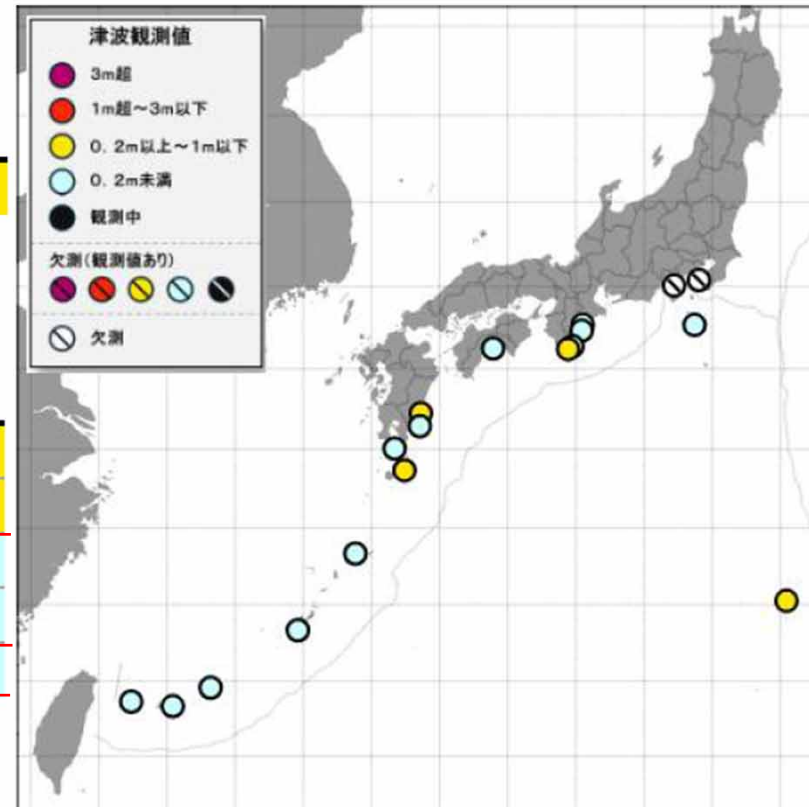 津波観測値
3m超
1m超～3m以下
0．2m以上～1m以下
0．2m未満
観測中
欠測(観測値あり)
欠測